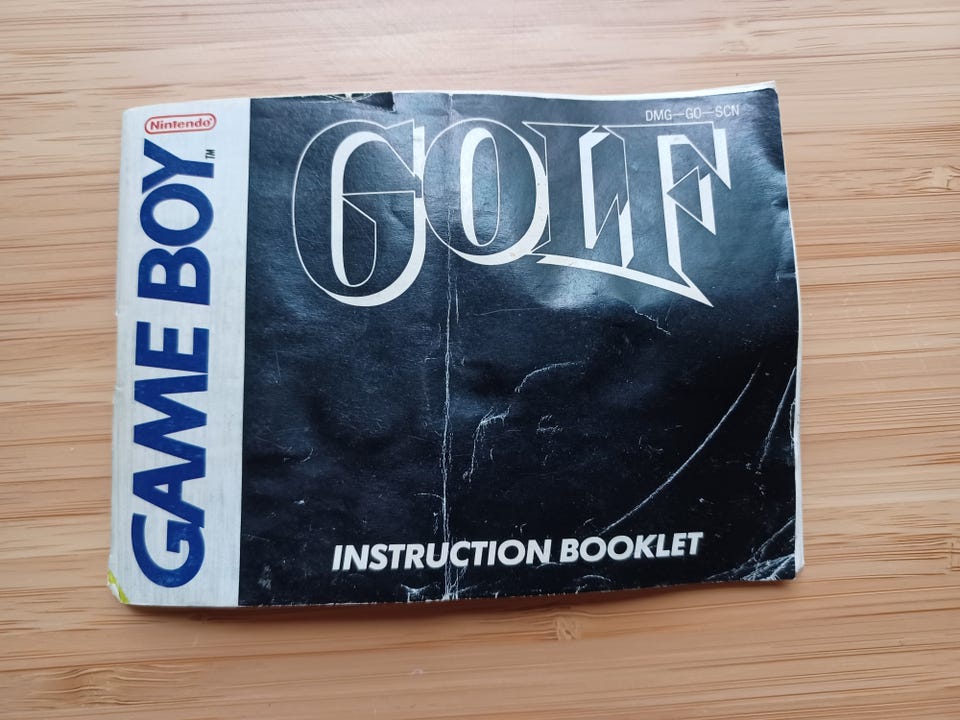 Nintendo
GAME BOY™
DMG-GO-SCN
GOLF
INSTRUCTION BOOKLET